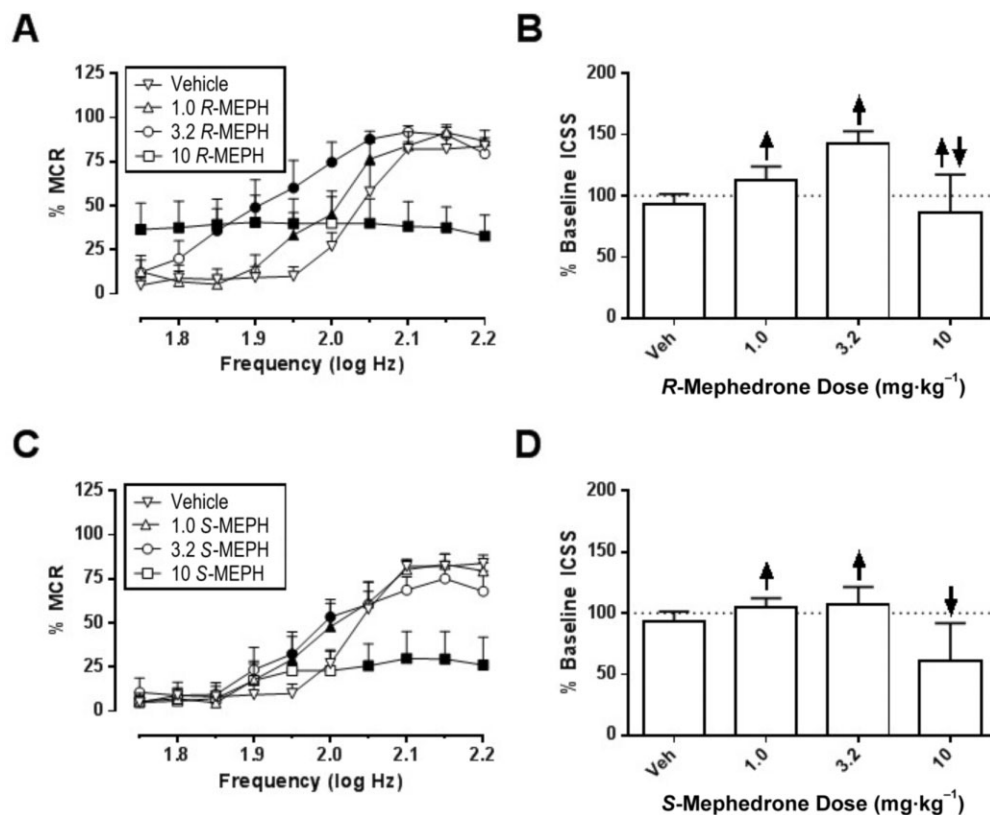 A
% MCR
125
100
75
50
25
0
Vehicle
1.0 R-MEPH
3.2 R-MEPH
10 R-MEPH
1.8 1.9 2.0 2.1 2.2
Frequency (log Hz)
B
% Baseline ICSS
200
150
100
50
0
Veh 1.0 3.2 10
R-Mephedrone Dose (mg·kg⁻¹)
C
% MCR
125
100
75
50
25
0
Vehicle
1.0 S-MEPH
3.2 S-MEPH
10 S-MEPH
1.8 1.9 2.0 2.1 2.2
Frequency (log Hz)
D
% Baseline ICSS
200
150
100
50
0
Veh 1.0 3.2 10
S-Mephedrone Dose (mg·kg⁻¹)